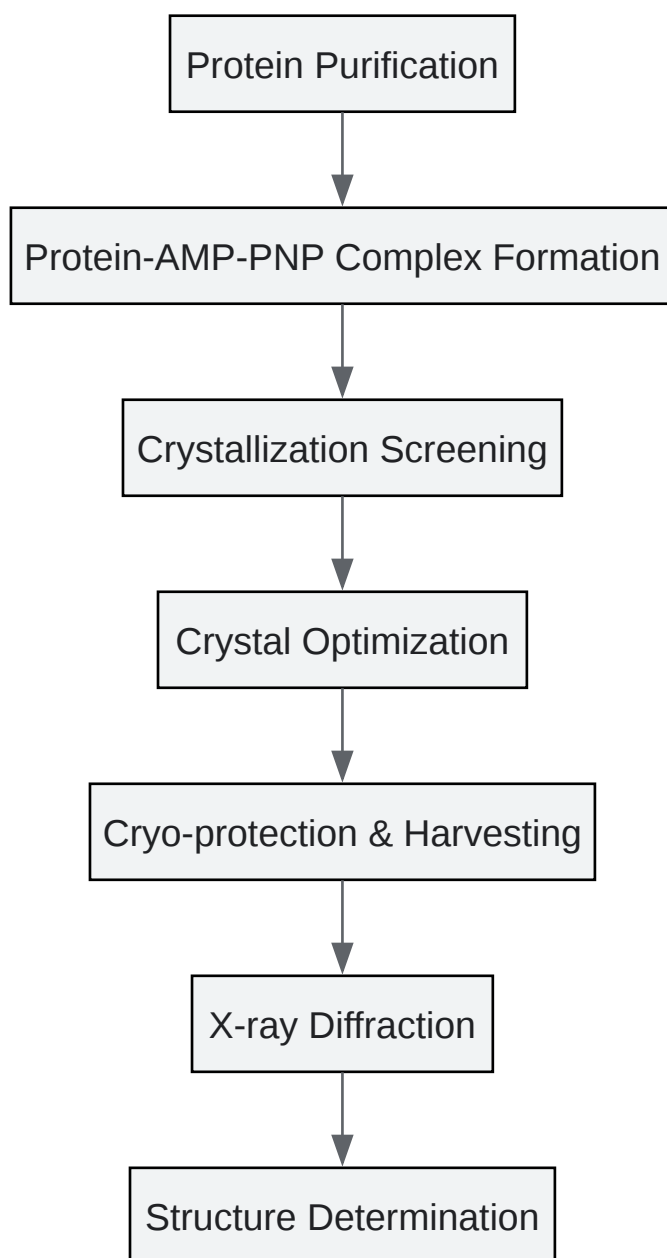 Protein Purification
Protein-AMP-PNP Complex Formation
Crystallization Screening
Crystal Optimization
Cryo-protection & Harvesting
X-ray Diffraction
Structure Determination